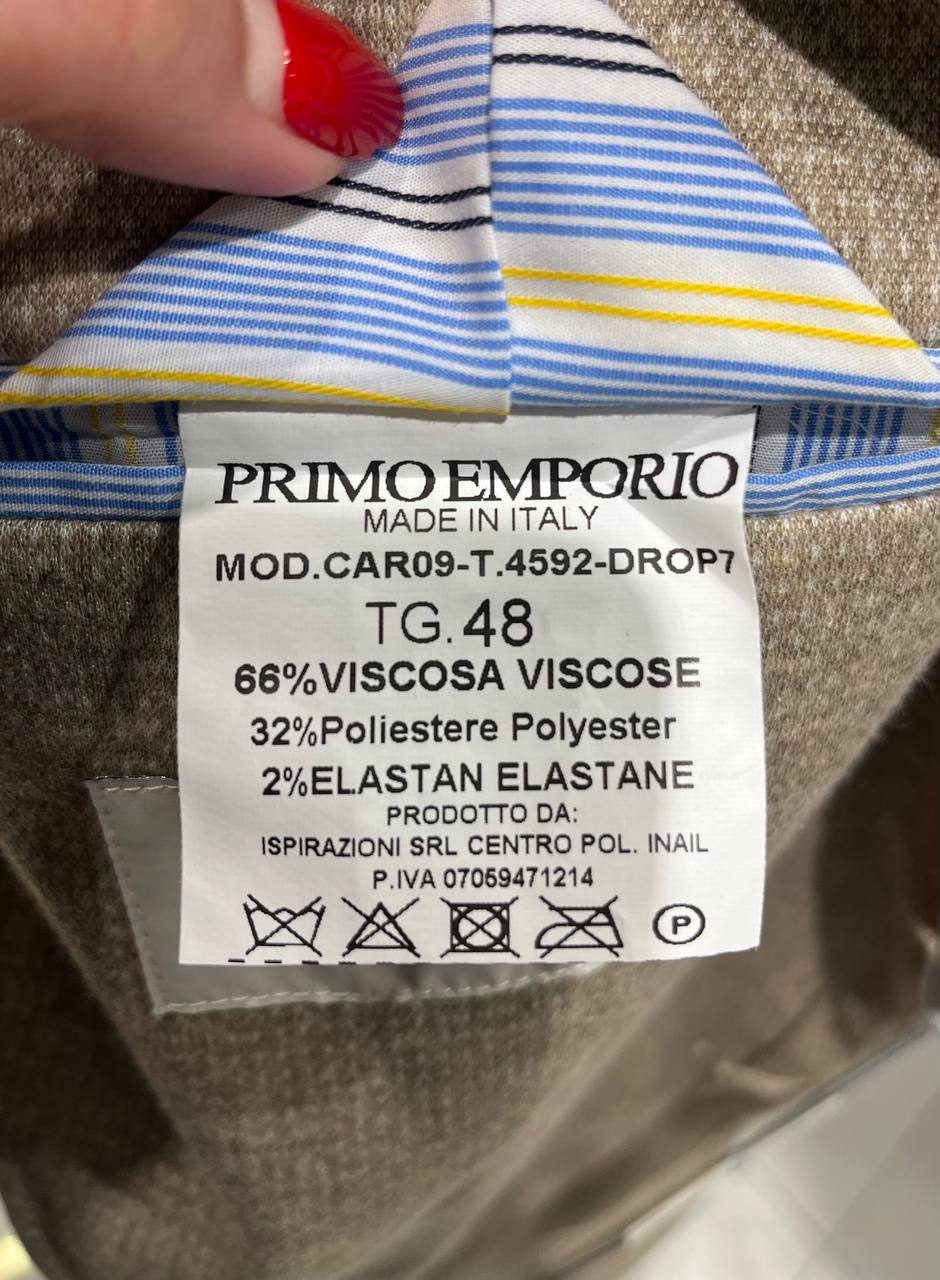 PRIMO EMPORIO
MADE IN ITALY
MOD.CAR09-T.4592-DROP7
TG. 48
66%VISCOSA VISCOSE
32%Poliestere Polyester
2%ELASTAN ELASTANE
PRODOTTO DA:
ISPIRAZIONI SRL CENTRO POL. INAIL
P.IVA 07059471214
P